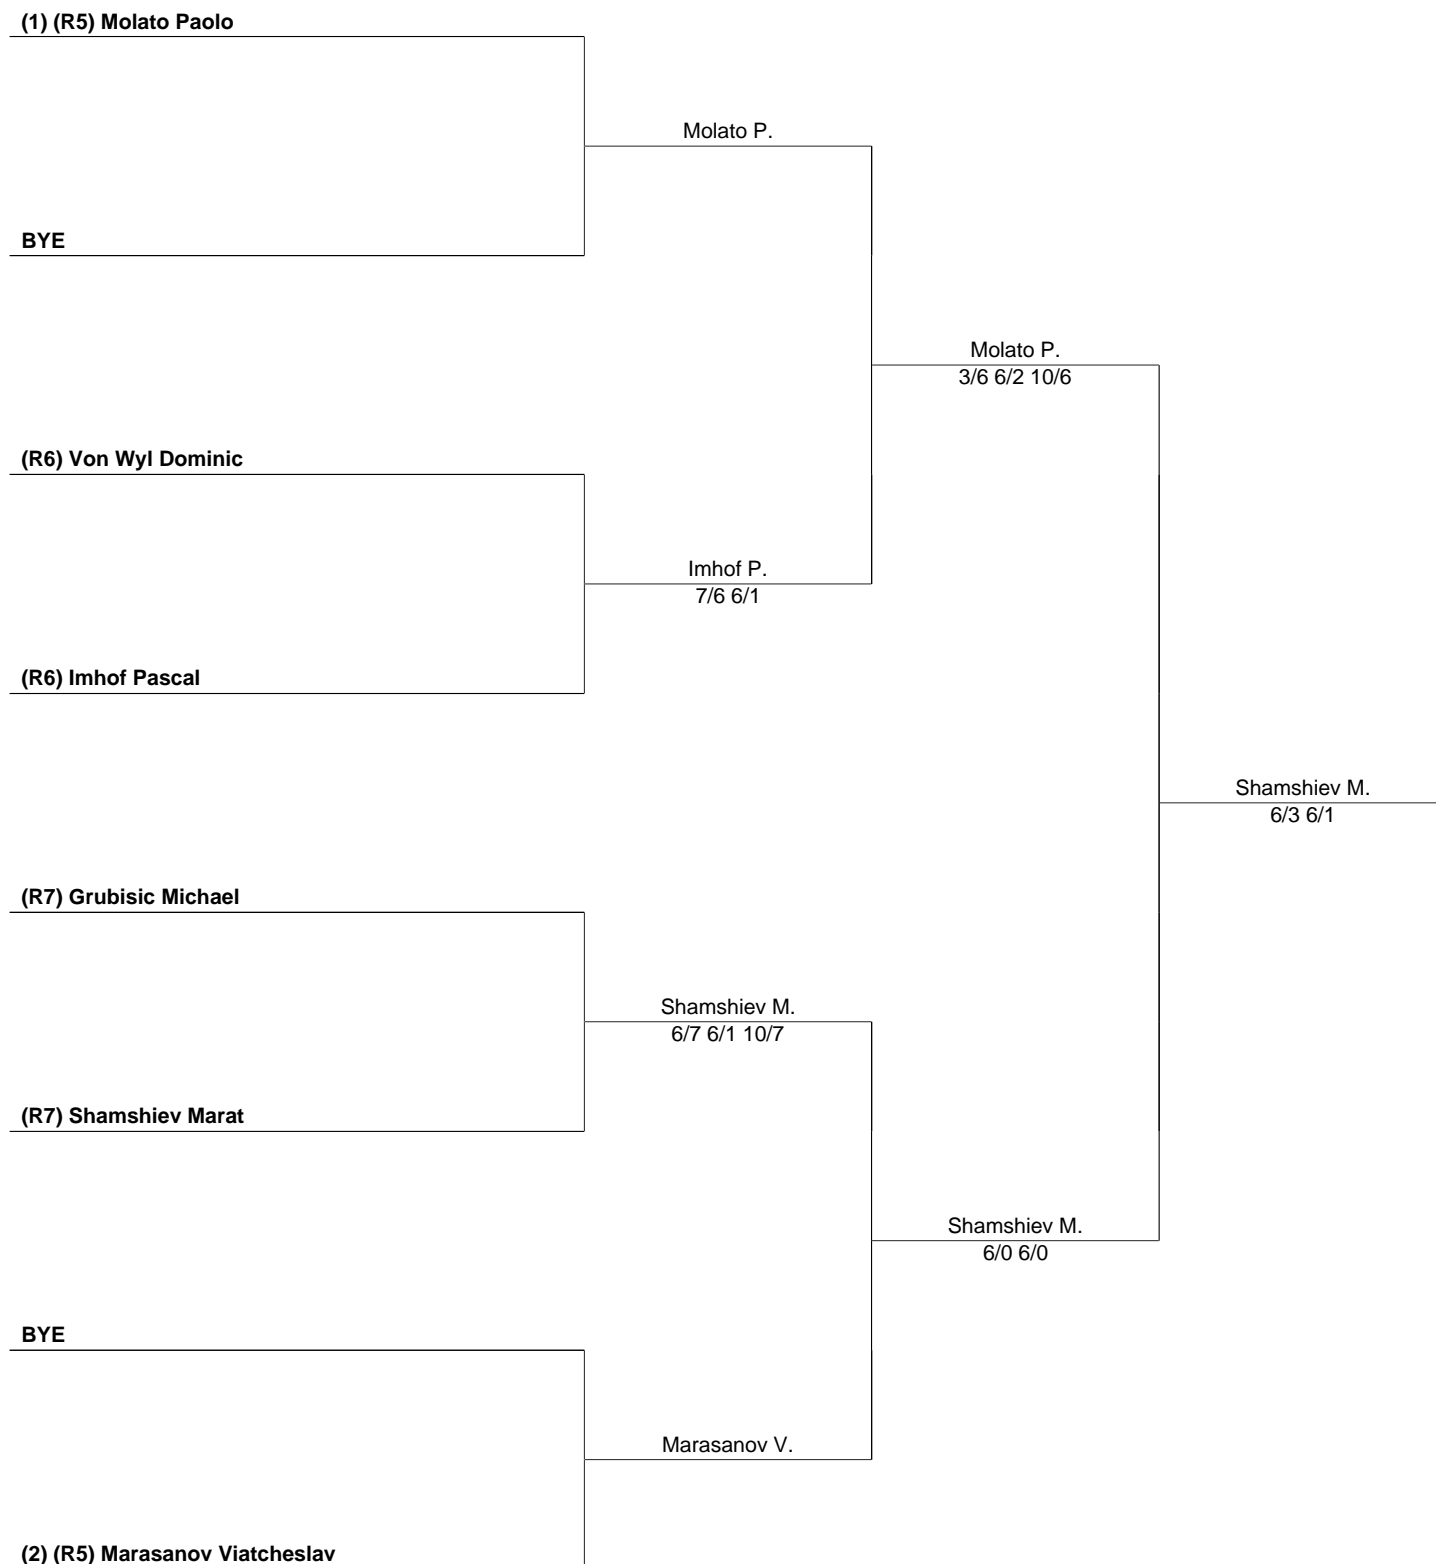 (1) (R5) Molato Paolo
Molato P.
BYE
Molato P.
3/6 6/2 10/6
(R6) Von Wyl Dominic
Imhof P.
7/6 6/1
(R6) Imhof Pascal
Shamshiev M.
6/3 6/1
(R7) Grubisic Michael
Shamshiev M.
6/7 6/1 10/7
(R7) Shamshiev Marat
Shamshiev M.
6/0 6/0
BYE
Marasanov V.
(2) (R5) Marasanov Viatcheslav